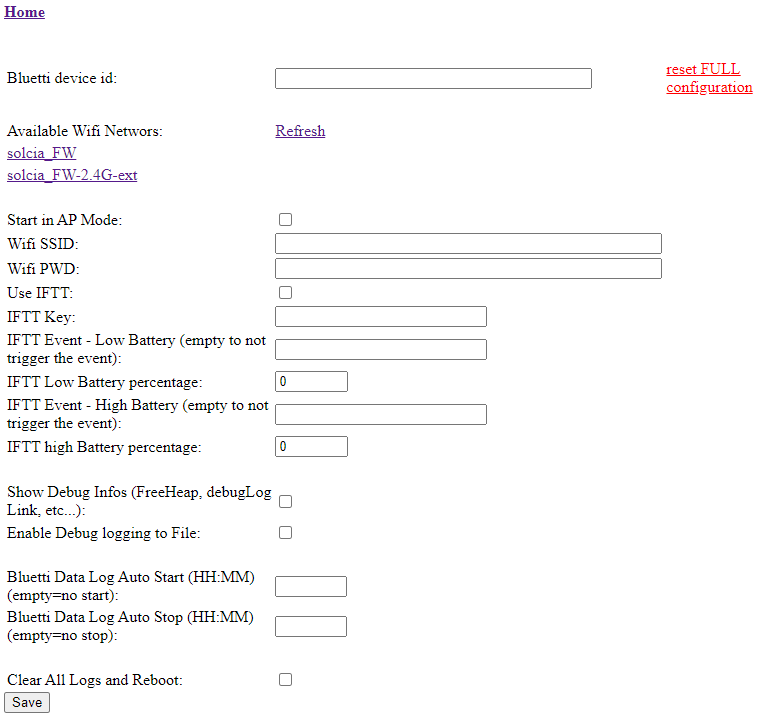 Home
Bluetti device id:
reset FULL
configuration
Available Wifi Networs:
Refresh
solcia_FW
solcia_FW-2.4G-ext
Start in AP Mode:
Wifi SSID:
Wifi PWD:
Use IFTT:
IFTT Key:
IFTT Event - Low Battery (empty to not
trigger the event):
IFTT Low Battery percentage:
0
IFTT Event - High Battery (empty to not
trigger the event):
IFTT high Battery percentage:
0
Show Debug Infos (FreeHeap, debugLog
Link, etc...):
Enable Debug logging to File:
Bluetti Data Log Auto Start (HH:MM)
(empty=no start):
Bluetti Data Log Auto Stop (HH:MM)
(empty=no stop):
Clear All Logs and Reboot:
Save